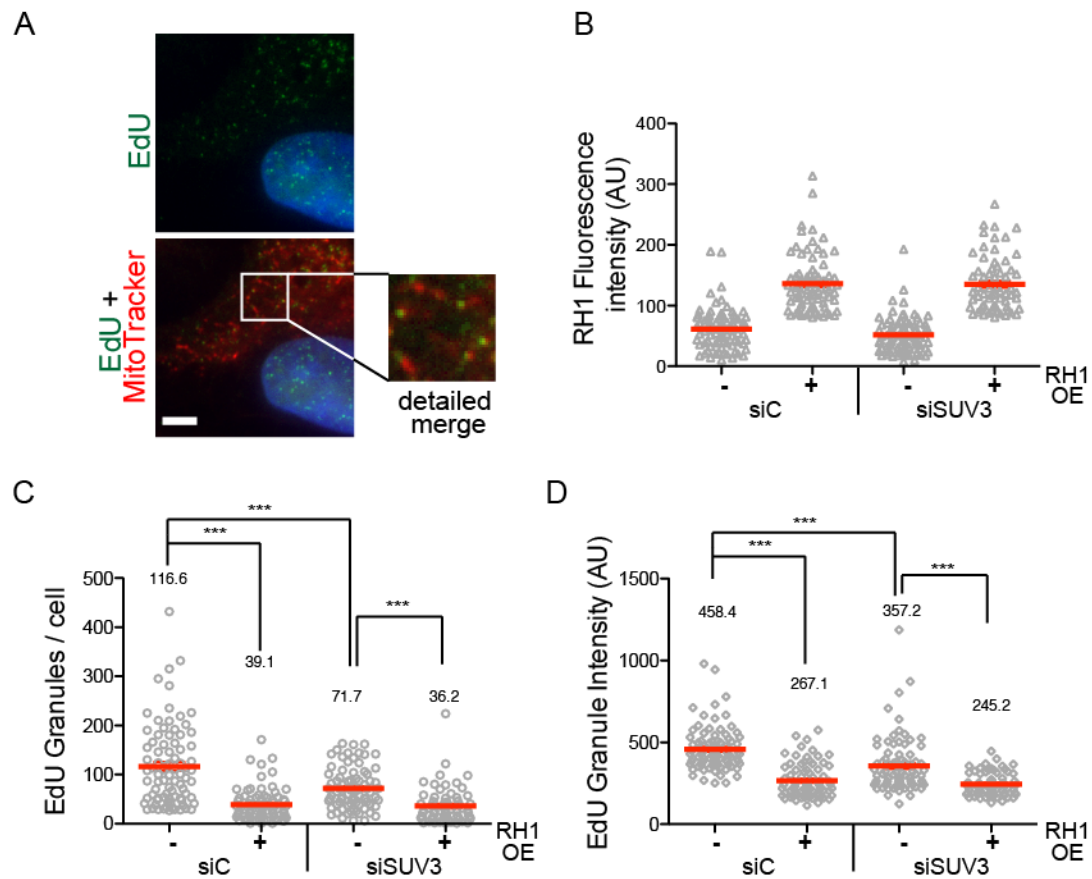 A
EdU
EdU +
MitoTracker
detailed
merge
B
RH1 Fluorescence
intensity (AU)
400
300
200
100
0
- + - +
RH1
OE
siC siSUV3
C
EdU Granules / cell
500
400
300
200
100
0
***
***
***
116.6
39.1
71.7
36.2
- + - +
RH1
OE
siC siSUV3
D
EdU Granule Intensity (AU)
1500
1000
500
0
***
***
***
458.4
267.1
357.2
245.2
- + - +
RH1
OE
siC siSUV3